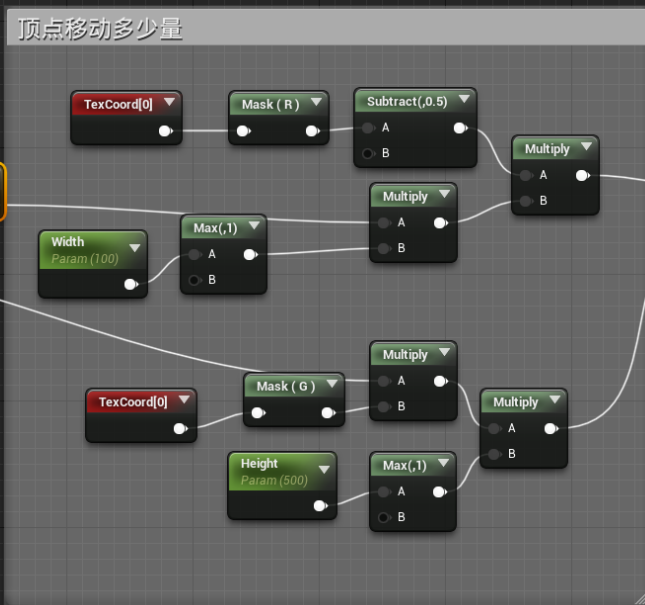 顶点移动多少量
TexCoord[0]
Mask ( R )
Subtract(,0.5)
A
B
Multiply
A
B
Multiply
A
B
Width
Param (100)
Max(,1)
A
B
Multiply
A
B
TexCoord[0]
Mask ( G )
Multiply
A
B
Height
Param (500)
Max(,1)
A
B